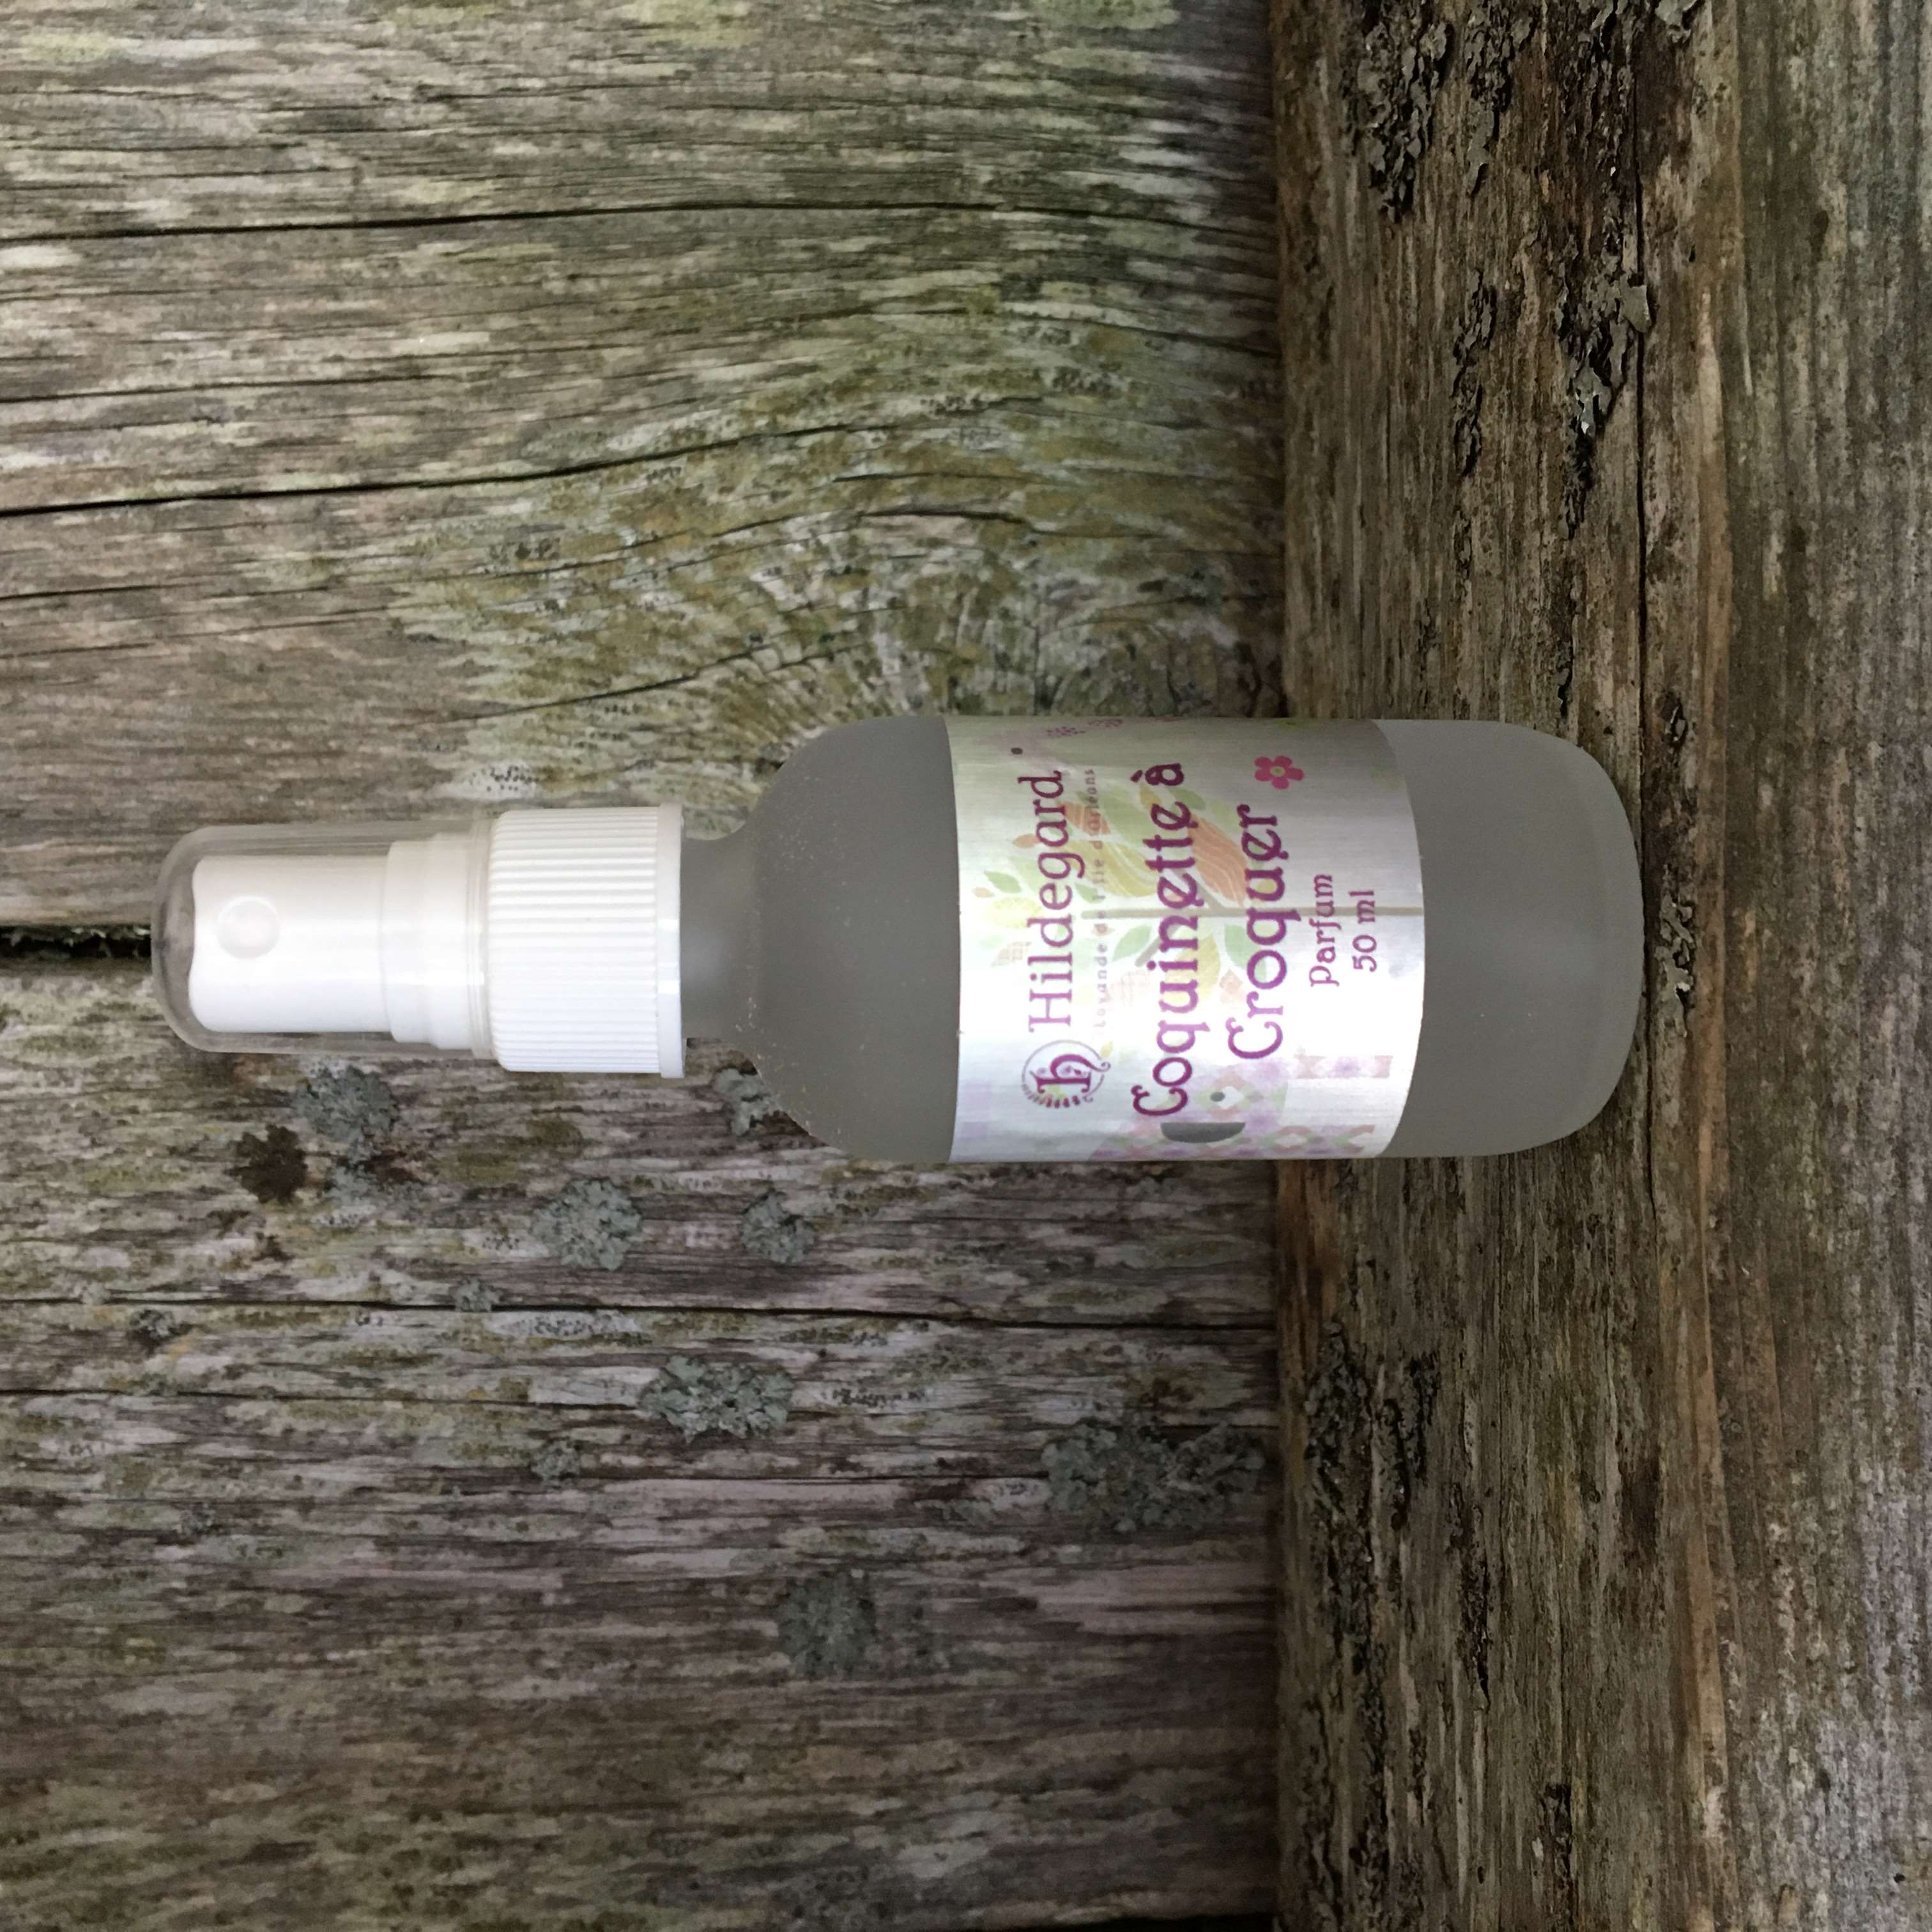 h Hildegard
Lavande de l'Île d'Orléans
Coquinette à
Croquer
Parfum
50 ml